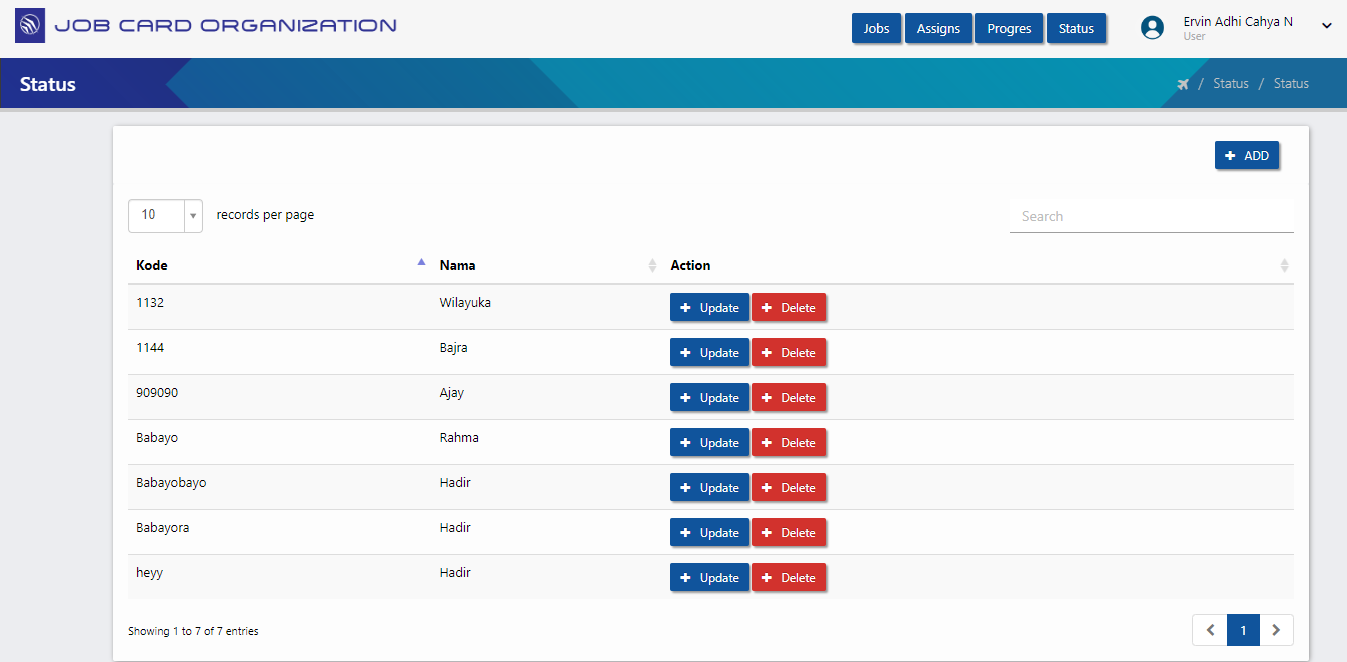 JOB CARD ORGANIZATION
Jobs Assigns Progres Status
Ervin Adhi Cahya N
User
Status
/ Status / Status
+ ADD
10 records per page
Search
Kode Nama Action
1132 Wilayuka + Update + Delete
1144 Bajra + Update + Delete
909090 Ajay + Update + Delete
Babayo Rahma + Update + Delete
Babayobayo Hadir + Update + Delete
Babayora Hadir + Update + Delete
heyy Hadir + Update + Delete
Showing 1 to 7 of 7 entries
1